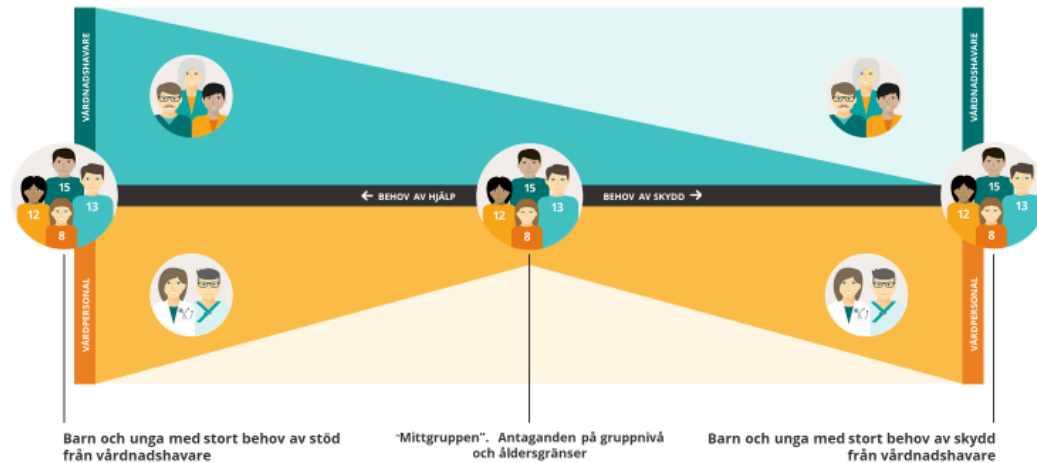 VÅRDNADSHAVARE
VÅRDNADSHAVARE
15
12
13
8
← BEHOV AV HJÄLP
15
12
13
8
BEHOV AV SKYDD →
15
12
13
8
VÅRDPERSONAL
VÅRDPERSONAL
Barn och unga med stort behov av stöd
från vårdnadshavare
"Mittgruppen". Antaganden på gruppnivå
och åldersgränser
Barn och unga med stort behov av skydd
från vårdnadshavare